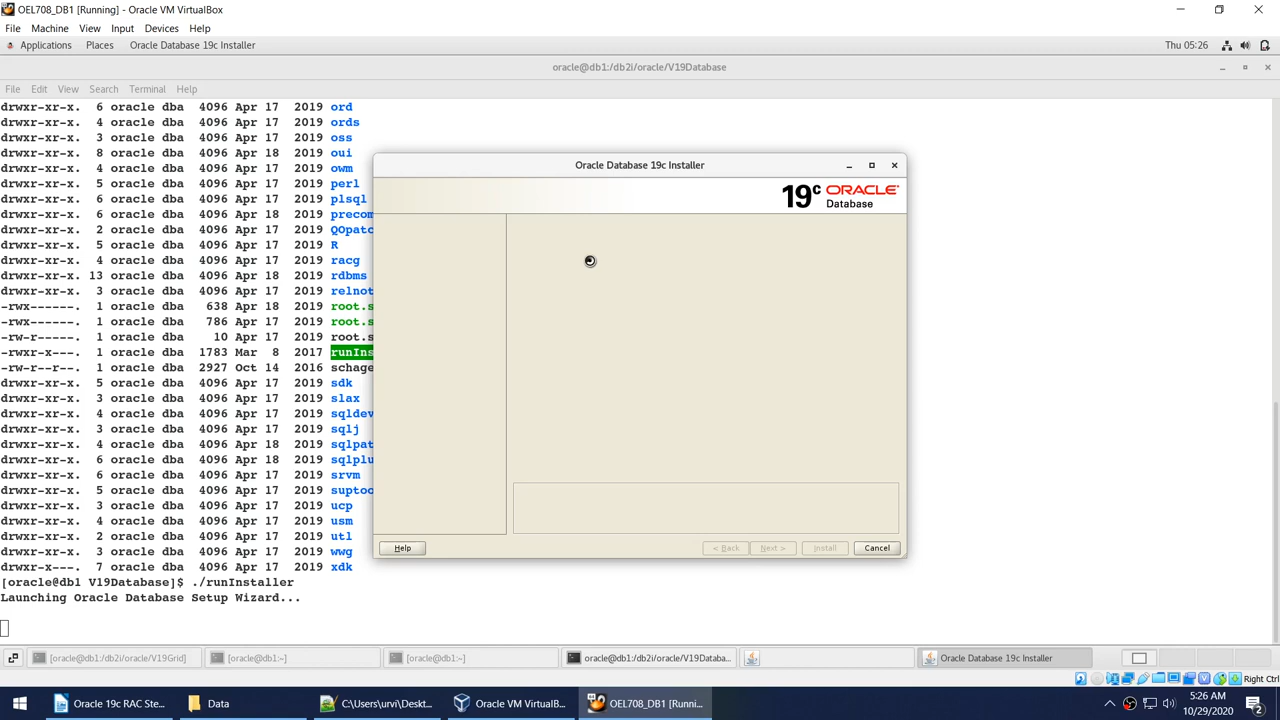 OEL708_DB1 [Running] - Oracle VM VirtualBox
File Machine View Input Devices Help
Applications Places Oracle Database 19c Installer Thu 05:26
oracle@db1:/db2i/oracle/V19Database
File Edit View Search Terminal Help
drwxr-xr-x. 6 oracle dba 4096 Apr 17 2019 ord
drwxr-xr-x. 4 oracle dba 4096 Apr 17 2019 ords
drwxr-xr-x. 3 oracle dba 4096 Apr 17 2019 oss
drwxr-xr-x. 8 oracle dba 4096 Apr 18 2019 oui
drwxr-xr-x. 4 oracle dba 4096 Apr 17 2019 owm
drwxr-xr-x. 5 oracle dba 4096 Apr 17 2019 perl
drwxr-xr-x. 6 oracle dba 4096 Apr 17 2019 plsql
drwxr-xr-x. 6 oracle dba 4096 Apr 18 2019 precom
drwxr-xr-x. 2 oracle dba 4096 Apr 17 2019 QOpatc
drwxr-xr-x. 5 oracle dba 4096 Apr 17 2019 R
drwxr-xr-x. 4 oracle dba 4096 Apr 17 2019 racg
drwxr-xr-x. 13 oracle dba 4096 Apr 18 2019 rdbms
drwxr-xr-x. 3 oracle dba 4096 Apr 17 2019 relnot
-rwx------. 1 oracle dba 638 Apr 18 2019 root.s
-rwx------. 1 oracle dba 786 Apr 17 2019 root.s
-rw-r-----. 1 oracle dba 10 Apr 17 2019 root.s
-rwxr-x---. 1 oracle dba 1783 Mar 8 2017 runIns
-rw-r--r--. 1 oracle dba 2927 Oct 14 2016 schage
drwxr-xr-x. 5 oracle dba 4096 Apr 17 2019 sdk
drwxr-xr-x. 3 oracle dba 4096 Apr 17 2019 slax
drwxr-xr-x. 4 oracle dba 4096 Apr 17 2019 sqldev
drwxr-xr-x. 3 oracle dba 4096 Apr 17 2019 sqlj
drwxr-xr-x. 4 oracle dba 4096 Apr 18 2019 sqlpat
drwxr-xr-x. 6 oracle dba 4096 Apr 18 2019 sqlplu
drwxr-xr-x. 6 oracle dba 4096 Apr 17 2019 srvm
drwxr-xr-x. 5 oracle dba 4096 Apr 17 2019 suptoo
drwxr-xr-x. 3 oracle dba 4096 Apr 17 2019 ucp
drwxr-xr-x. 4 oracle dba 4096 Apr 17 2019 usm
drwxr-xr-x. 2 oracle dba 4096 Apr 17 2019 utl
drwxr-xr-x. 3 oracle dba 4096 Apr 17 2019 wwg
drwxr-xr-x. 7 oracle dba 4096 Apr 17 2019 xdk
[oracle@db1 V19Database]$ ./runInstaller
Launching Oracle Database Setup Wizard...
Oracle Database 19c Installer
19c ORACLE
Database
Help < Back Next > Install Cancel
[oracle@db1:/db2i/oracle/V19Grid] [oracle@db1:~] [oracle@db1:~] oracle@db1:/db2i/oracle/V19Databa... Oracle Database 19c Installer
Right Ctrl
Oracle 19c RAC Ste... Data C:\Users\urvi\Deskt... Oracle VM VirtualB... OEL708_DB1 [Runni...
5:26 AM
10/29/2020
2